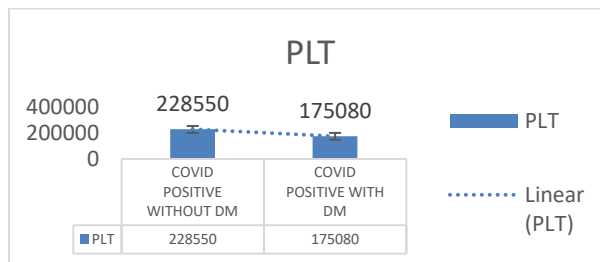 PLT
228550
175080
400000
200000
0
COVID
POSITIVE
WITHOUT DM
COVID
POSITIVE WITH
DM
PLT
228550
175080
PLT
Linear
(PLT)